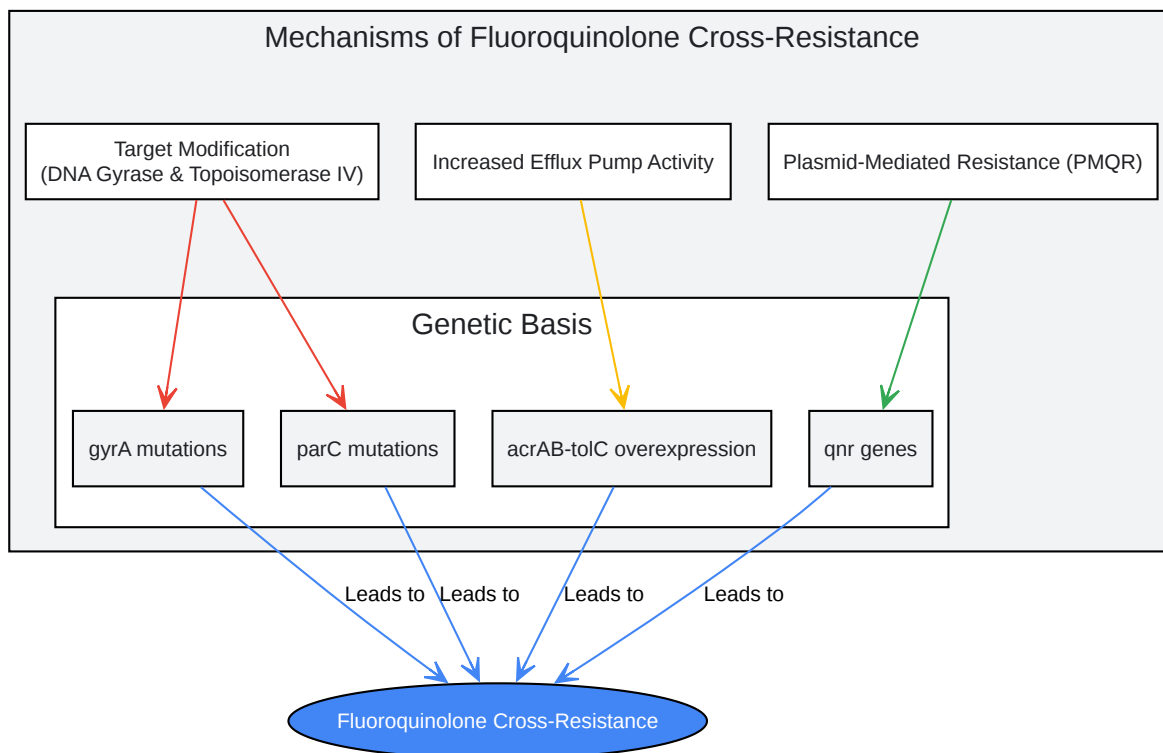 Mechanisms of Fluoroquinolone Cross-Resistance
Target Modification
(DNA Gyrase & Topoisomerase IV)
Increased Efflux Pump Activity
Plasmid-Mediated Resistance (PMQR)
Genetic Basis
gyrA mutations
parC mutations
acrAB-tolC overexpression
qnr genes
Leads to
Leads to
Leads to
Leads to
Fluoroquinolone Cross-Resistance